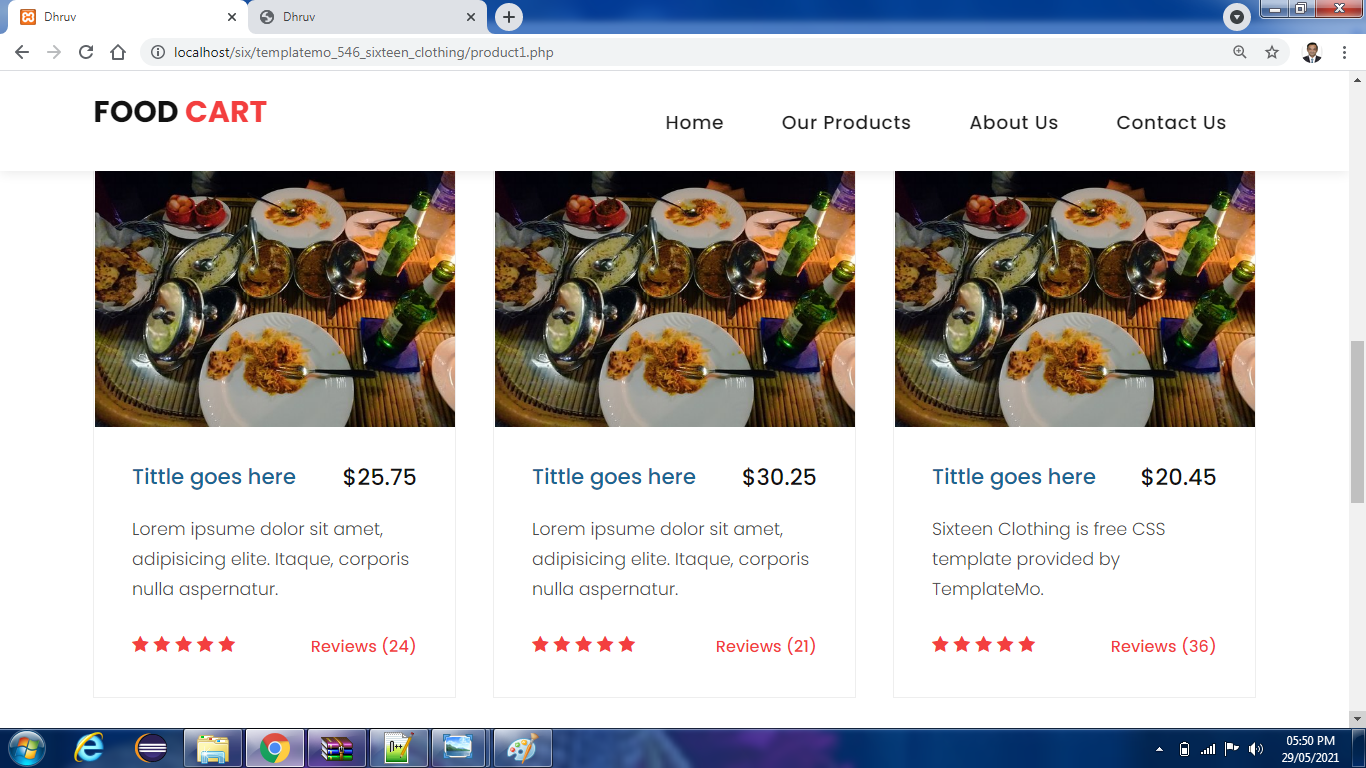 Dhruv
Dhruv
localhost/six/templatemo_546_sixteen_clothing/product1.php
FOOD CART
Home
Our Products
About Us
Contact Us
Tittle goes here
$25.75
Lorem ipsume dolor sit amet,
adipisicing elite. Itaque, corporis
nulla aspernatur.
Reviews (24)
Tittle goes here
$30.25
Lorem ipsume dolor sit amet,
adipisicing elite. Itaque, corporis
nulla aspernatur.
Reviews (21)
Tittle goes here
$20.45
Sixteen Clothing is free CSS
template provided by
TemplateMo.
Reviews (36)
05:50 PM
29/05/2021